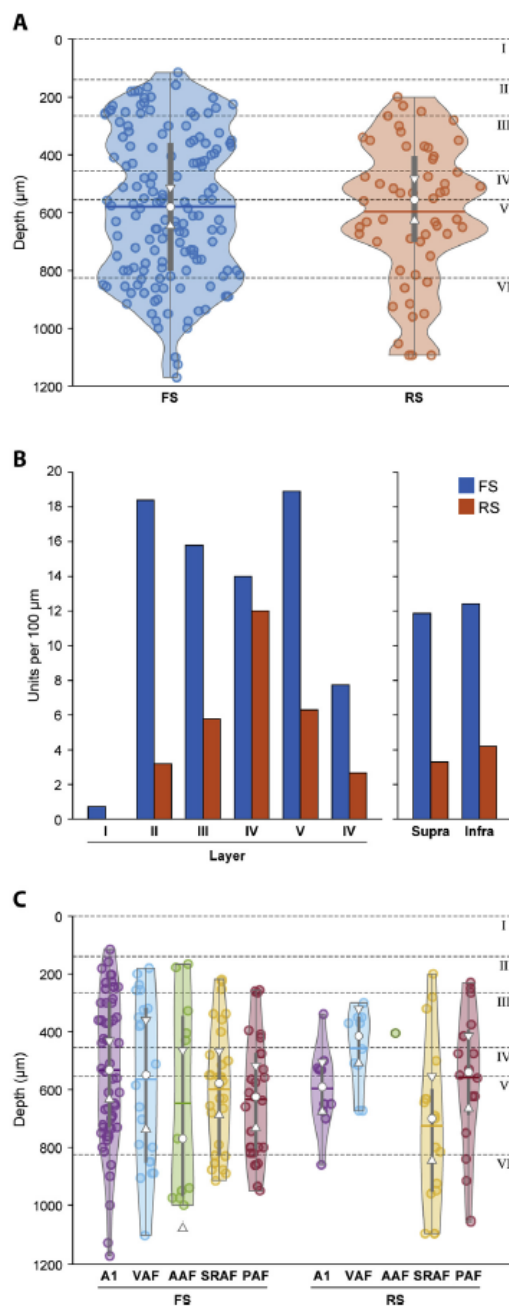 A
0
I
II
200
III
400
IV
V
600
800
VI
1000
1200
Depth (µm)
FS RS
B
20
18
16
14
12
10
8
6
4
2
0
Units per 100 µm
FS
RS
I II III IV V IV
Layer
Supra Infra
C
0
I
II
200
III
400
IV
V
600
800
VI
1000
1200
Depth (µm)
A1 VAF AAF SRAF PAF A1 VAF AAF SRAF PAF
FS RS